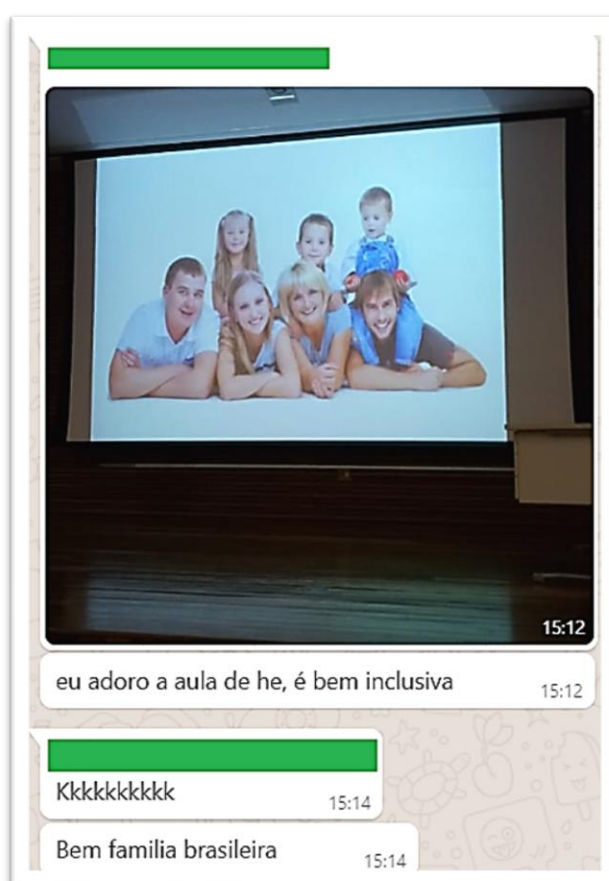 15:12
eu adoro a aula de he, é bem inclusiva
15:12
Kkkkkkkkkk
15:14
Bem familia brasileira
15:14